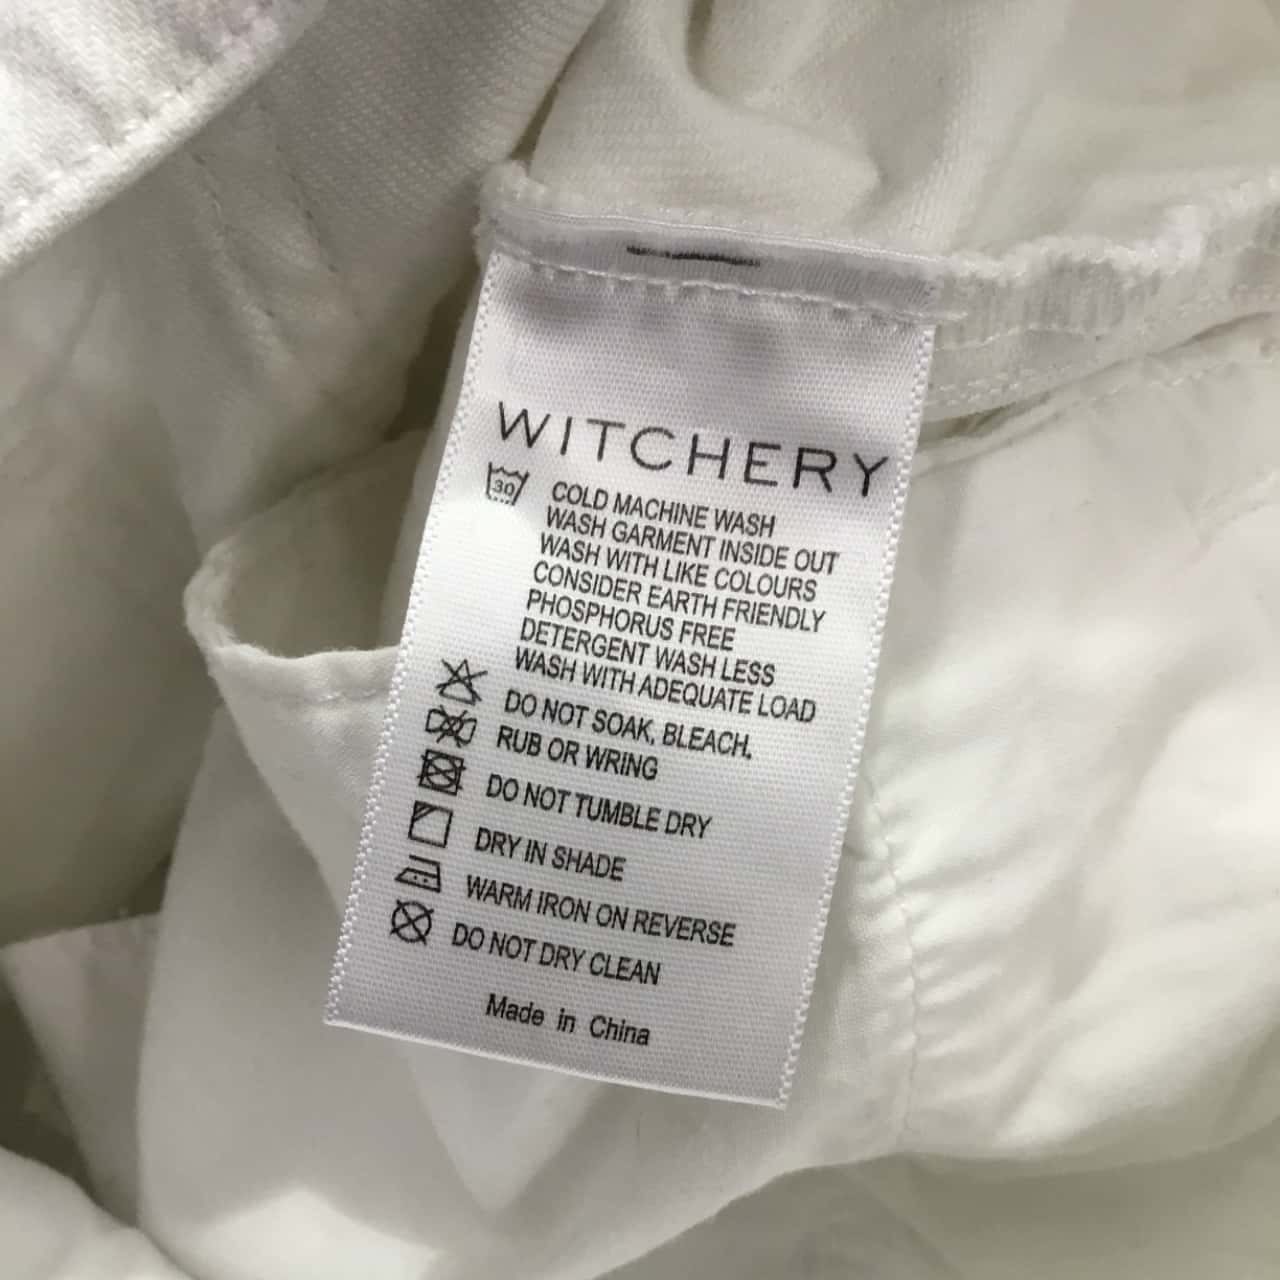 WITCHERY
30
COLD MACHINE WASH
WASH GARMENT INSIDE OUT
WASH WITH LIKE COLOURS
CONSIDER EARTH FRIENDLY
PHOSPHORUS FREE
DETERGENT WASH LESS
WASH WITH ADEQUATE LOAD
DO NOT SOAK, BLEACH,
RUB OR WRING
DO NOT TUMBLE DRY
DRY IN SHADE
WARM IRON ON REVERSE
DO NOT DRY CLEAN
Made in China